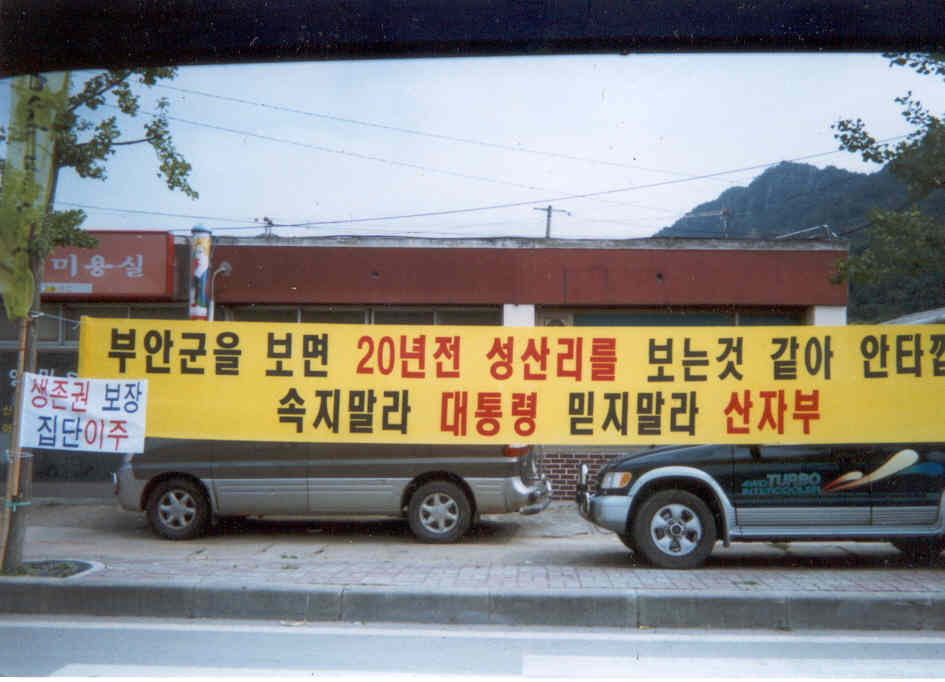 미용실
부안군을 보면 20년전 성산리를 보는것 같아 안타깝
속지말라 대통령 믿지말라 산자부
생존권 보장
집단이주
4WD TURBO
INTERCOOLER